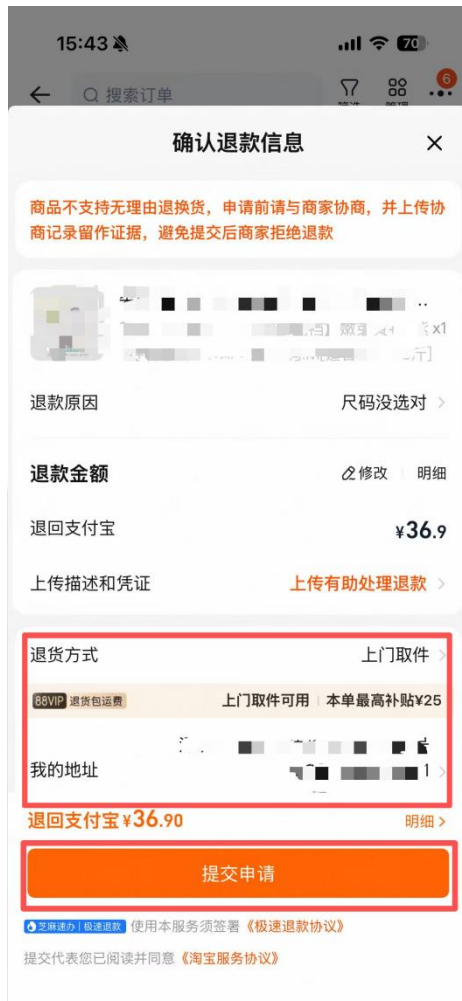 15:43
70
搜索订单
6
确认退款信息
商品不支持无理由退换货，申请前请与商家协商，并上传协
商记录留作证据，避免提交后商家拒绝退款
x1
退款原因
尺码没选对
退款金额
修改
明细
退回支付宝
¥36.9
上传描述和凭证
上传有助处理退款
退货方式
上门取件
88VIP 退货包运费
上门取件可用
本单最高补贴¥25
我的地址
1
退回支付宝¥36.90
明细
提交申请
芝麻速办 | 极速退款 使用本服务须签署《极速退款协议》
提交代表您已阅读并同意《淘宝服务协议》